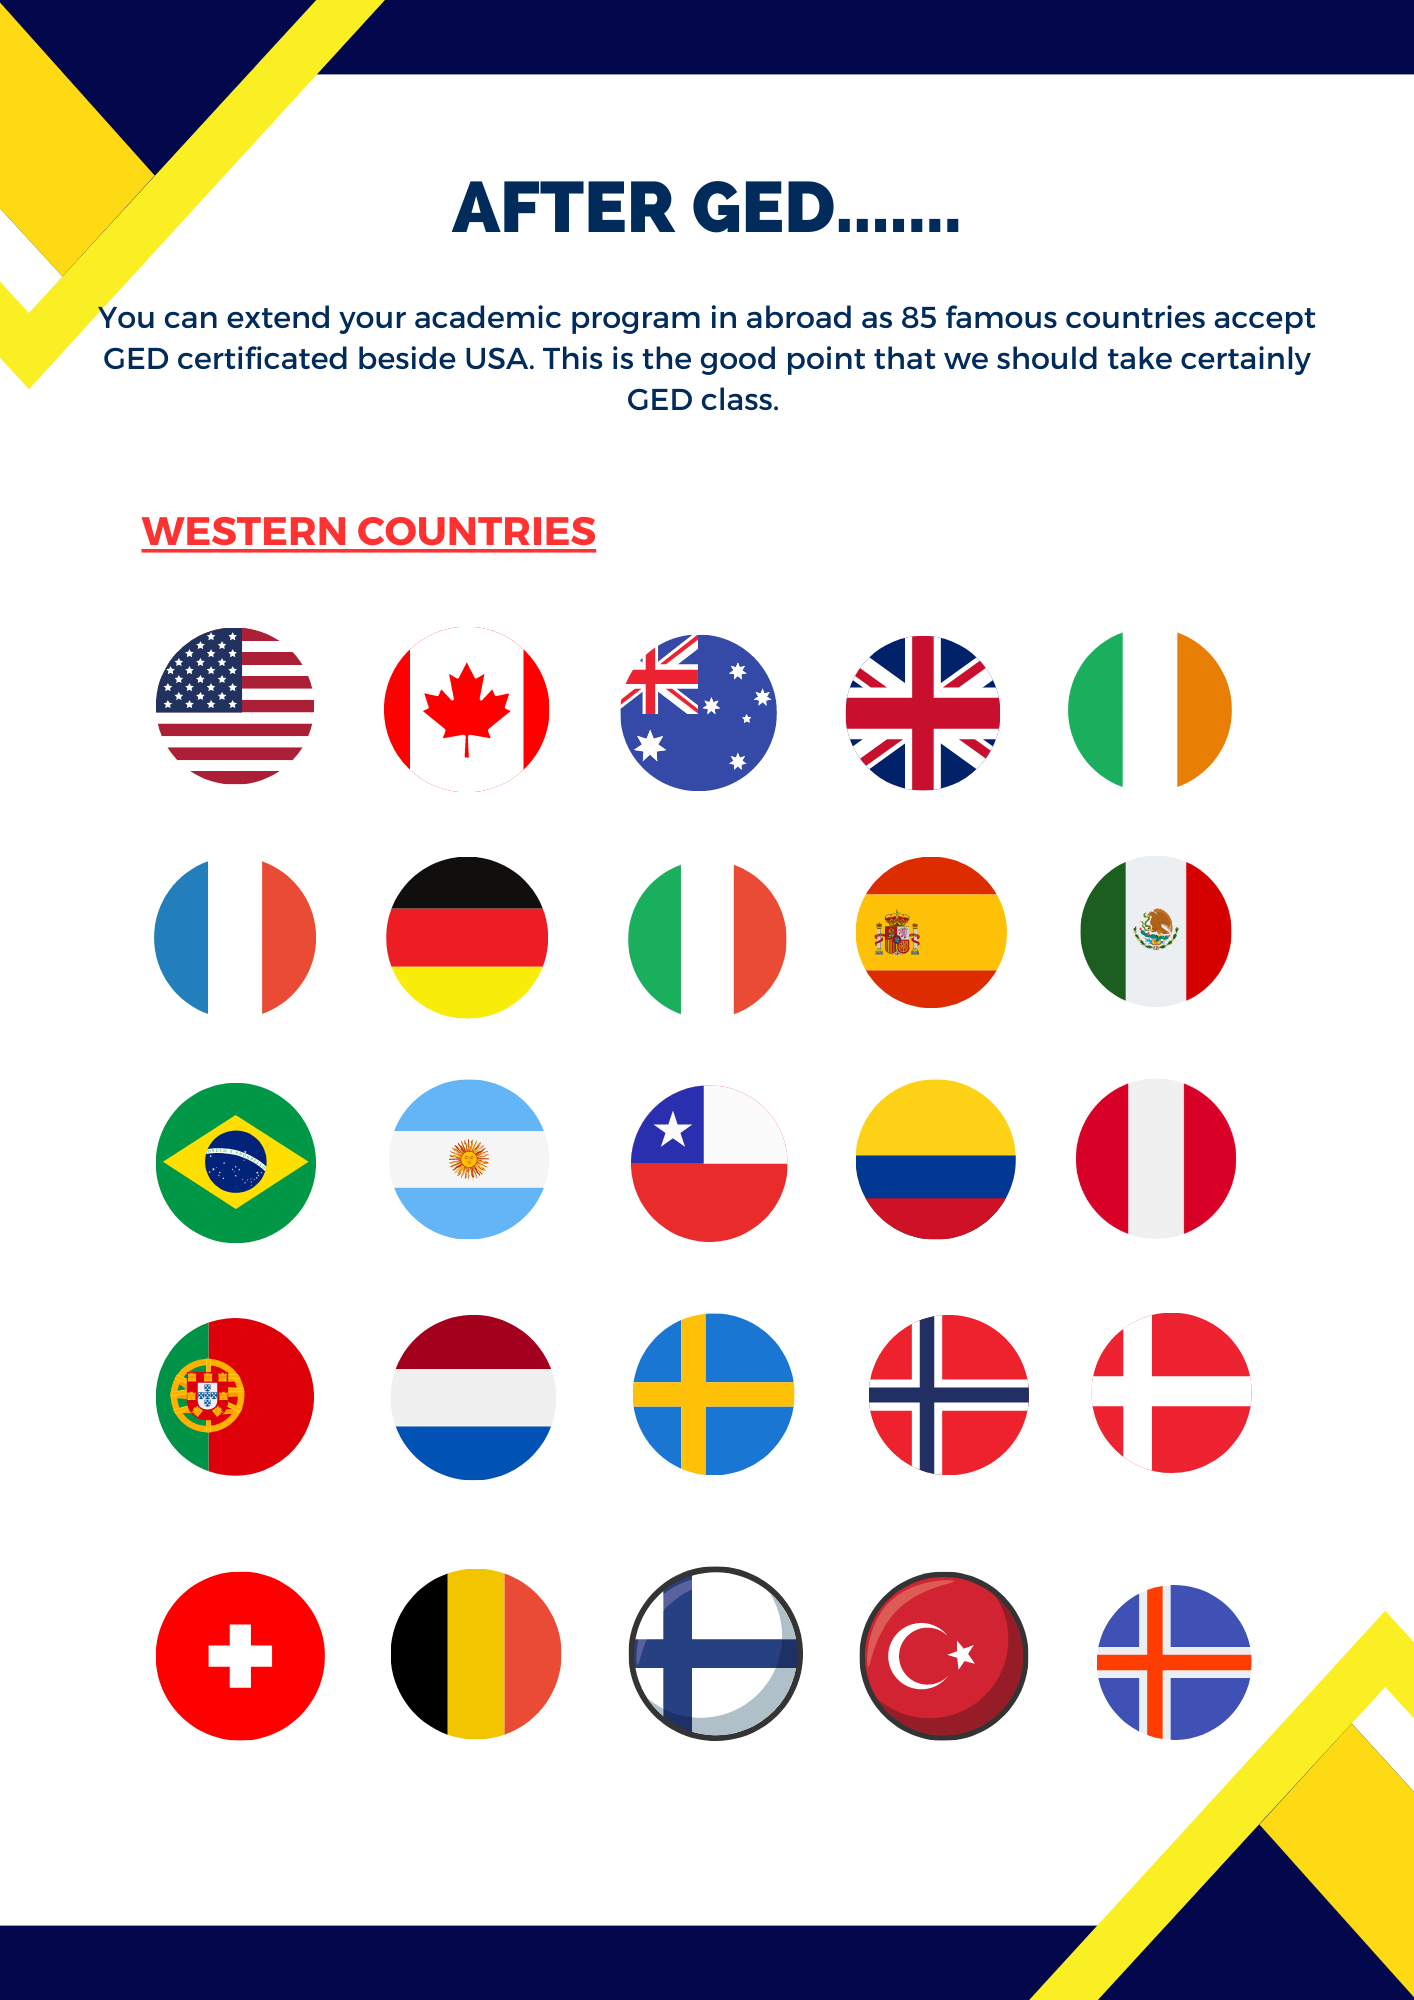 AFTER GED.......
You can extend your academic program in abroad as 85 famous countries accept
GED certificated beside USA. This is the good point that we should take certainly
GED class.
WESTERN COUNTRIES